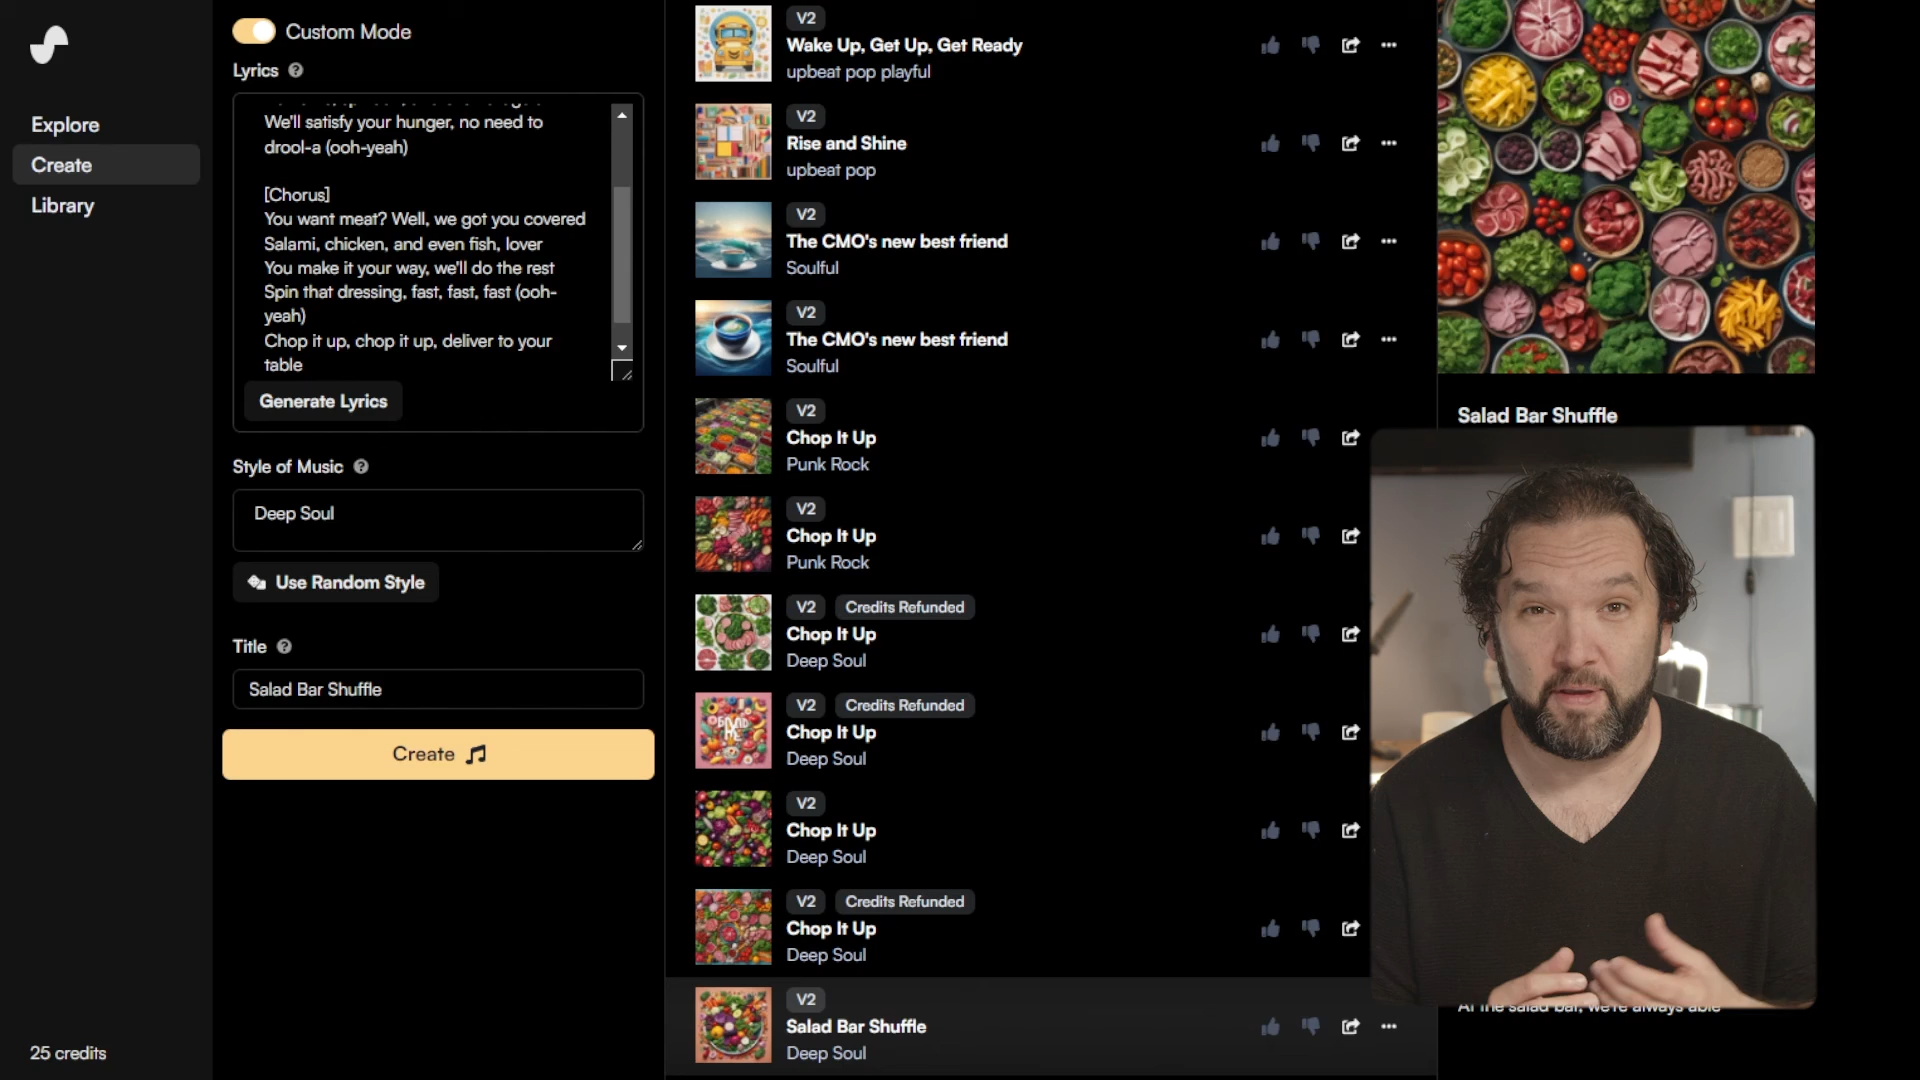 Explore
Create
Library
25 credits
Custom Mode
Lyrics
We'll satisfy your hunger, no need to
drool-a (ooh-yeah)
[Chorus]
You want meat? Well, we got you covered
Salami, chicken, and even fish, lover
You make it your way, we'll do the rest
Spin that dressing, fast, fast, fast (ooh-
yeah)
Chop it up, chop it up, deliver to your
table
Generate Lyrics
Style of Music
Deep Soul
Use Random Style
Title
Salad Bar Shuffle
Create
V2
Wake Up, Get Up, Get Ready
upbeat pop playful
V2
Rise and Shine
upbeat pop
V2
The CMO's new best friend
Soulful
V2
The CMO's new best friend
Soulful
V2
Chop It Up
Punk Rock
V2
Chop It Up
Punk Rock
V2 Credits Refunded
Chop It Up
Deep Soul
V2 Credits Refunded
Chop It Up
Deep Soul
V2
Chop It Up
Deep Soul
V2 Credits Refunded
Chop It Up
Deep Soul
V2
Salad Bar Shuffle
Deep Soul
Salad Bar Shuffle
At the salad bar, we're always able